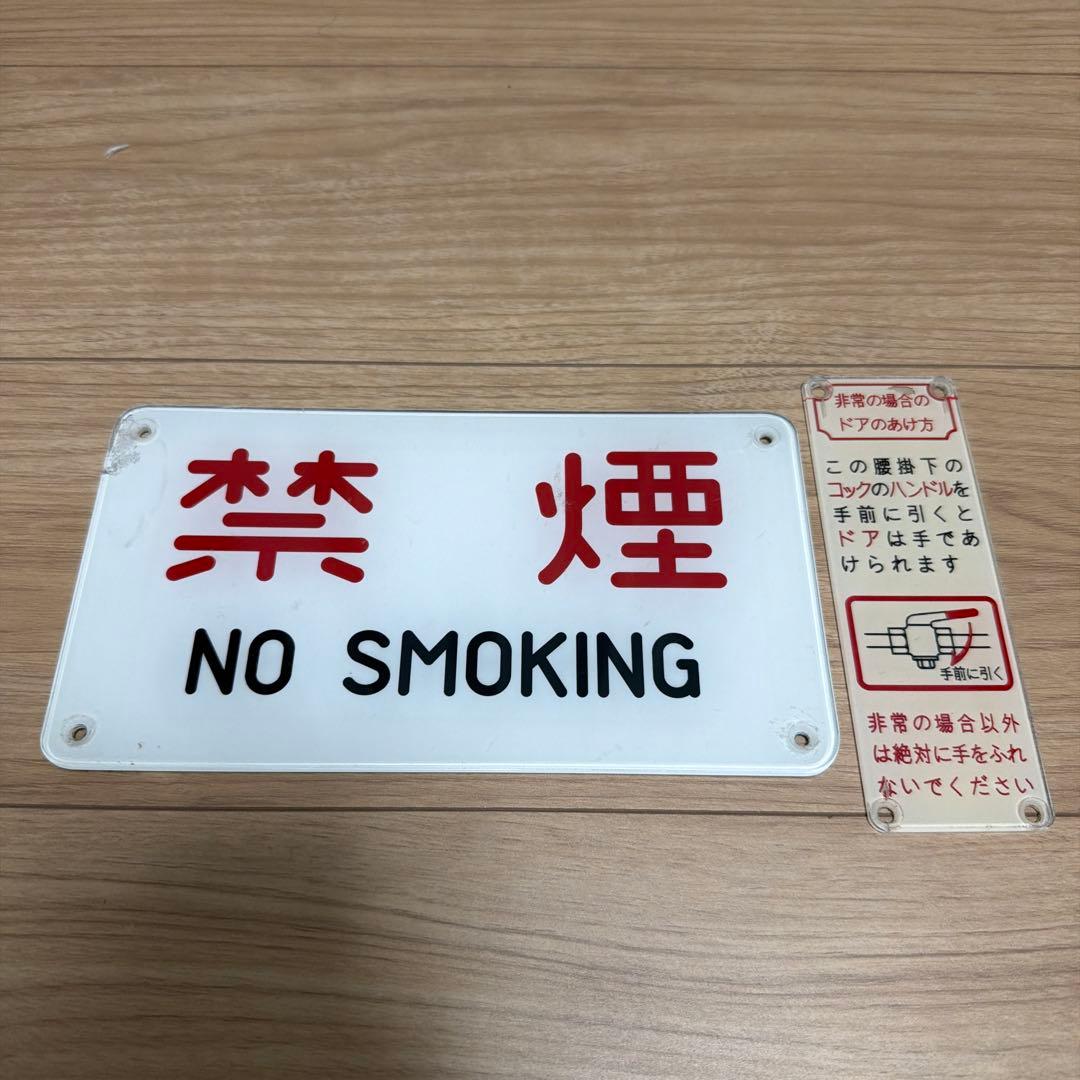 禁煙
NO SMOKING
非常の場合の
ドアのあけ方
この腰掛下の
コックのハンドルを
手前に引くと
ドアは手であ
けられます
手前に引く
非常の場合以外
は絶対に手をふれ
ないでください